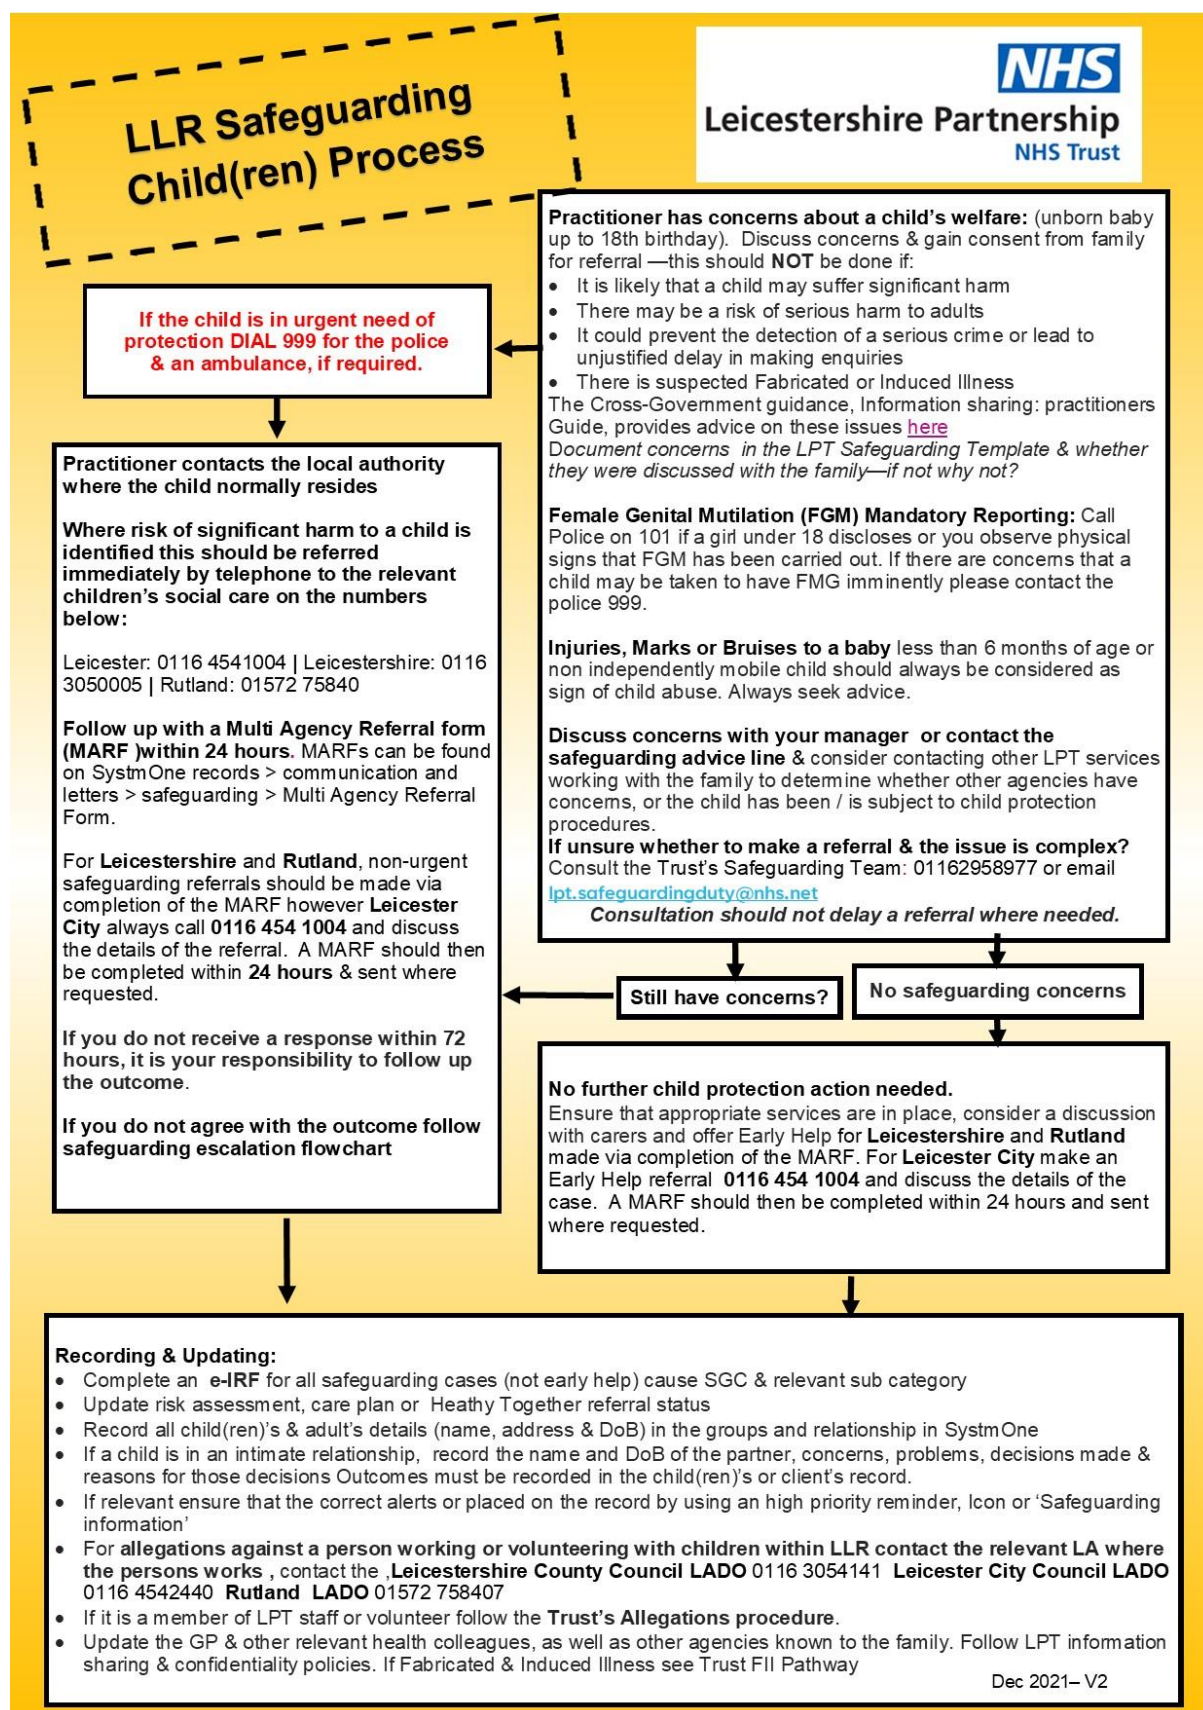 LLR Safeguarding
Child(ren) Process
NHS
Leicestershire Partnership
NHS Trust
Practitioner has concerns about a child's welfare: (unborn baby
up to 18th birthday).  Discuss concerns & gain consent from family
for referral —this should NOT be done if:
• It is likely that a child may suffer significant harm
• There may be a risk of serious harm to adults
• It could prevent the detection of a serious crime or lead to
unjustified delay in making enquiries
• There is suspected Fabricated or Induced Illness
The Cross-Government guidance, Information sharing: practitioners
Guide, provides advice on these issues here
Document concerns  in the LPT Safeguarding Template & whether
they were discussed with the family—if not why not?
Female Genital Mutilation (FGM) Mandatory Reporting: Call
Police on 101 if a girl under 18 discloses or you observe physical
signs that FGM has been carried out. If there are concerns that a
child may be taken to have FMG imminently please contact the
police 999.
Injuries, Marks or Bruises to a baby less than 6 months of age or
non independently mobile child should always be considered as
sign of child abuse. Always seek advice.
Discuss concerns with your manager  or contact the
safeguarding advice line & consider contacting other LPT services
working with the family to determine whether other agencies have
concerns, or the child has been / is subject to child protection
procedures.
If unsure whether to make a referral & the issue is complex?
Consult the Trust's Safeguarding Team: 01162958977 or email
lpt.safeguardingduty@nhs.net
Consultation should not delay a referral where needed.
If the child is in urgent need of
protection DIAL 999 for the police
& an ambulance, if required.
Practitioner contacts the local authority
where the child normally resides
Where risk of significant harm to a child is
identified this should be referred
immediately by telephone to the relevant
children's social care on the numbers
below:
Leicester: 0116 4541004 | Leicestershire: 0116
3050005 | Rutland: 01572 75840
Follow up with a Multi Agency Referral form
(MARF )within 24 hours. MARFs can be found
on SystmOne records > communication and
letters > safeguarding > Multi Agency Referral
Form.
For Leicestershire and Rutland, non-urgent
safeguarding referrals should be made via
completion of the MARF however Leicester
City always call 0116 454 1004 and discuss
the details of the referral.  A MARF should then
be completed within 24 hours & sent where
requested.
If you do not receive a response within 72
hours, it is your responsibility to follow up
the outcome.
If you do not agree with the outcome follow
safeguarding escalation flowchart
Still have concerns?
No safeguarding concerns
No further child protection action needed.
Ensure that appropriate services are in place, consider a discussion
with carers and offer Early Help for Leicestershire and Rutland
made via completion of the MARF. For Leicester City make an
Early Help referral  0116 454 1004 and discuss the details of the
case.  A MARF should then be completed within 24 hours and sent
where requested.
Recording & Updating:
• Complete an  e-IRF for all safeguarding cases (not early help) cause SGC & relevant sub category
• Update risk assessment, care plan or  Heathy Together referral status
• Record all child(ren)'s & adult's details (name, address & DoB) in the groups and relationship in SystmOne
• If a child is in an intimate relationship,  record the name and DoB of the partner, concerns, problems, decisions made &
reasons for those decisions Outcomes must be recorded in the child(ren)'s or client's record.
• If relevant ensure that the correct alerts or placed on the record by using an high priority reminder, Icon or ‘Safeguarding
information’
• For allegations against a person working or volunteering with children within LLR contact the relevant LA where
the persons works , contact the ,Leicestershire County Council LADO 0116 3054141  Leicester City Council LADO
0116 4542440  Rutland  LADO 01572 758407
• If it is a member of LPT staff or volunteer follow the Trust's Allegations procedure.
• Update the GP & other relevant health colleagues, as well as other agencies known to the family. Follow LPT information
sharing & confidentiality policies. If Fabricated & Induced Illness see Trust FII Pathway
Dec 2021– V2